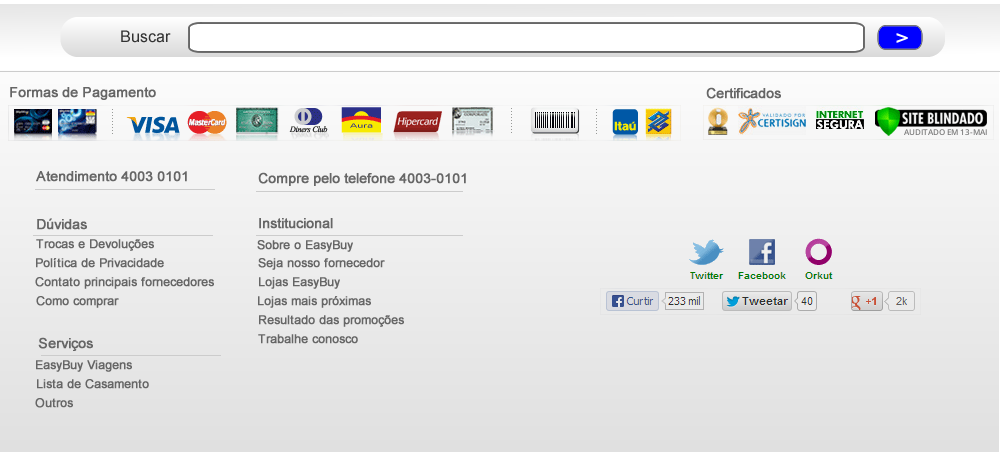 Buscar
>
Formas de Pagamento
Certificados
VISA
MasterCard
Diners Club
Aura
Hipercard
Itaú
VALIDADO POR
CERTISIGN
INTERNET
SEGURA
SITE BLINDADO
AUDITADO EM 13-MAI
Atendimento 4003 0101
Compre pelo telefone 4003-0101
Dúvidas
Trocas e Devoluções
Política de Privacidade
Contato principais fornecedores
Como comprar
Serviços
EasyBuy Viagens
Lista de Casamento
Outros
Institucional
Sobre o EasyBuy
Seja nosso fornecedor
Lojas EasyBuy
Lojas mais próximas
Resultado das promoções
Trabalhe conosco
Twitter Facebook Orkut
Curtir 233 mil Tweetar 40 +1 2k